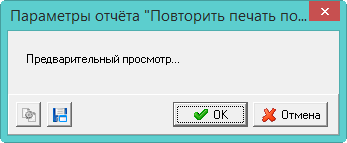 Параметры отчёта "Повторить печать по...
Предварительный просмотр...
OK
Отмена